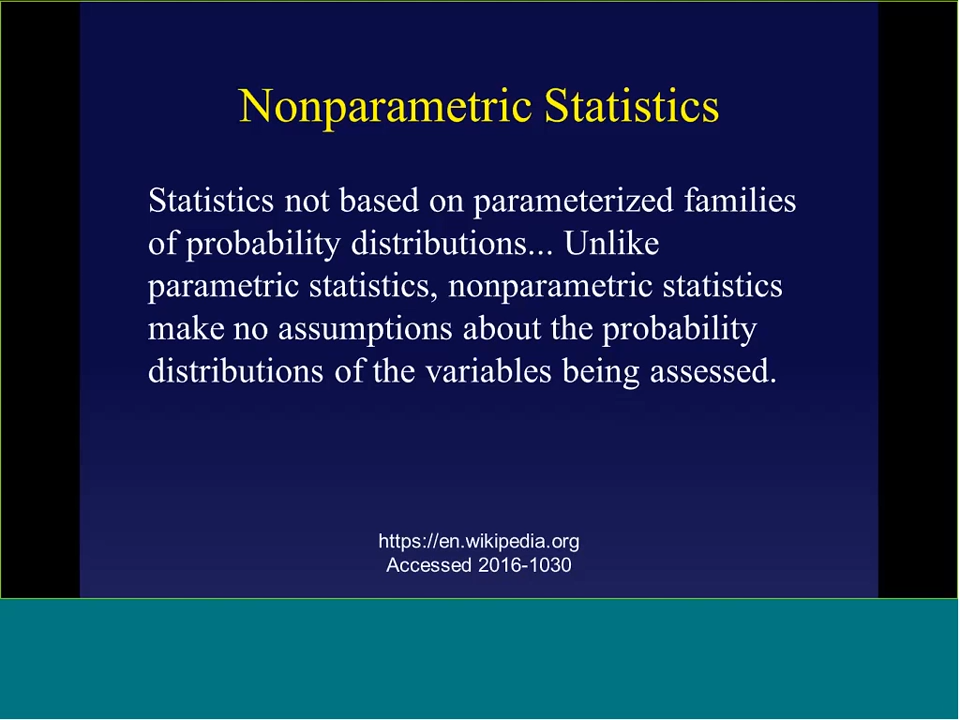 Nonparametric Statistics
Statistics not based on parameterized families
of probability distributions... Unlike
parametric statistics, nonparametric statistics
make no assumptions about the probability
distributions of the variables being assessed.
https://en.wikipedia.org
Accessed 2016-1030